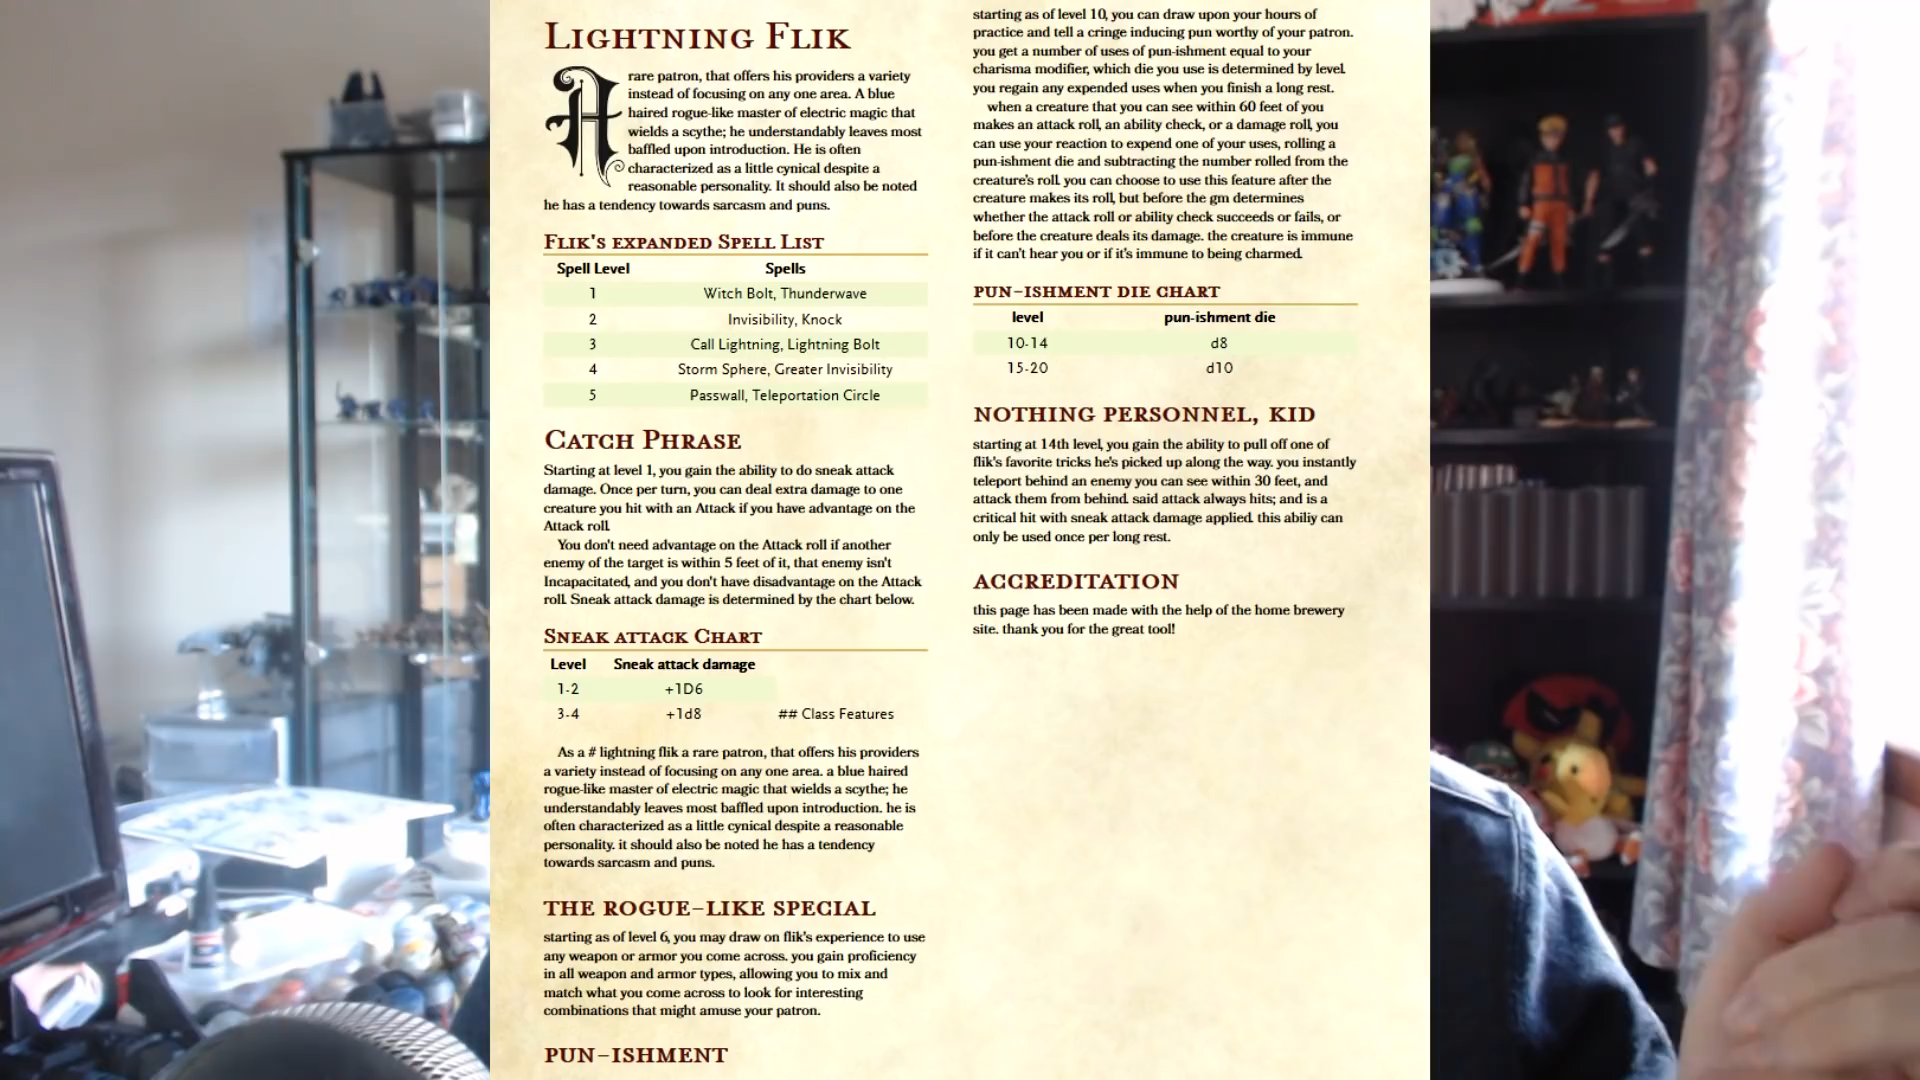 Lightning Flik
A rare patron, that offers his providers a variety
instead of focusing on any one area. A blue
haired rogue-like master of electric magic that
wields a scythe; he understandably leaves most
baffled upon introduction. He is often
characterized as a little cynical despite a
reasonable personality. It should also be noted
he has a tendency towards sarcasm and puns.
Flik's expanded Spell List
Spell Level Spells
1 Witch Bolt, Thunderwave
2 Invisibility, Knock
3 Call Lightning, Lightning Bolt
4 Storm Sphere, Greater Invisibility
5 Passwall, Teleportation Circle
Catch Phrase
Starting at level 1, you gain the ability to do sneak attack
damage. Once per turn, you can deal extra damage to one
creature you hit with an Attack if you have advantage on the
Attack roll.
You don't need advantage on the Attack roll if another
enemy of the target is within 5 feet of it, that enemy isn't
Incapacitated, and you don't have disadvantage on the Attack
roll. Sneak attack damage is determined by the chart below.
Sneak attack Chart
Level Sneak attack damage
1-2 +1D6
3-4 +1d8 ## Class Features
As a # lightning flik a rare patron, that offers his providers
a variety instead of focusing on any one area. a blue haired
rogue-like master of electric magic that wields a scythe; he
understandably leaves most baffled upon introduction. he is
often characterized as a little cynical despite a reasonable
personality. it should also be noted he has a tendency
towards sarcasm and puns.
the rogue-like special
starting as of level 6, you may draw on flik's experience to use
any weapon or armor you come across. you gain proficiency
in all weapon and armor types, allowing you to mix and
match what you come across to look for interesting
combinations that might amuse your patron.
pun-ishment
starting as of level 10, you can draw upon your hours of
practice and tell a cringe inducing pun worthy of your patron.
you get a number of uses of pun-ishment equal to your
charisma modifier, which die you use is determined by level.
you regain any expended uses when you finish a long rest.
when a creature that you can see within 60 feet of you
makes an attack roll, an ability check, or a damage roll, you
can use your reaction to expend one of your uses, rolling a
pun-ishment die and subtracting the number rolled from the
creature's roll. you can choose to use this feature after the
creature makes its roll, but before the gm determines
whether the attack roll or ability check succeeds or fails, or
before the creature deals its damage. the creature is immune
if it can't hear you or if it's immune to being charmed.
pun-ishment die chart
level pun-ishment die
10-14 d8
15-20 d10
nothing personnel, kid
starting at 14th level, you gain the ability to pull off one of
flik's favorite tricks he's picked up along the way. you instantly
teleport behind an enemy you can see within 30 feet, and
attack them from behind. said attack always hits; and is a
critical hit with sneak attack damage applied. this abiliy can
only be used once per long rest.
accreditation
this page has been made with the help of the home brewery
site. thank you for the great tool!